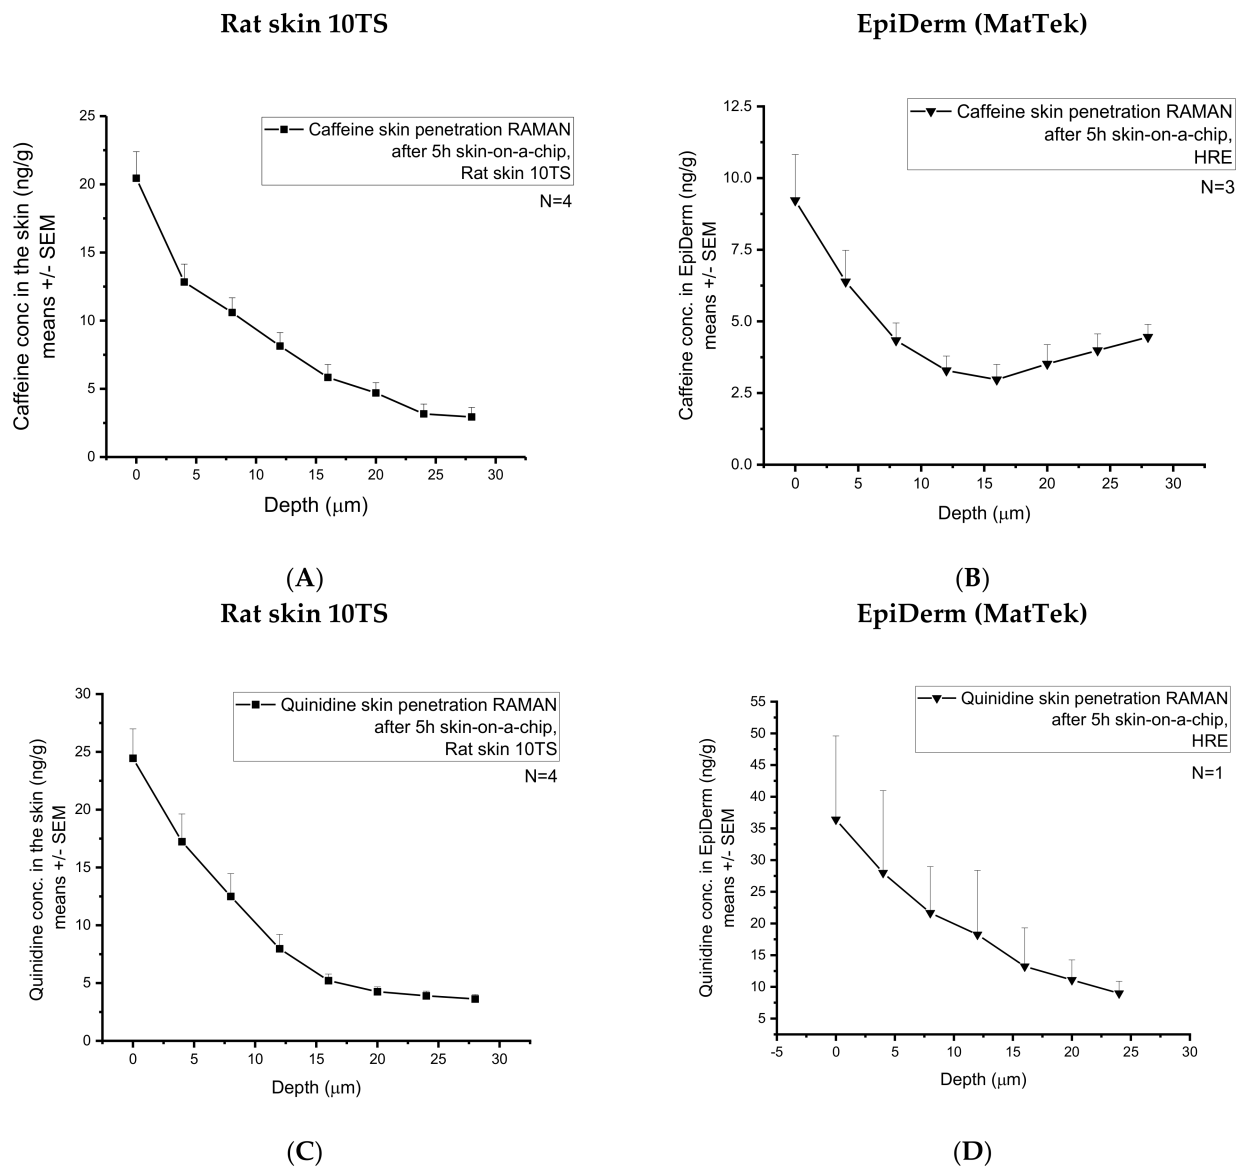 Rat skin 10TS
EpiDerm (MatTek)
25
20
15
10
5
0
Caffeine conc in the skin (ng/g)
means +/- SEM
Caffeine skin penetration RAMAN
after 5h skin-on-a-chip,
Rat skin 10TS
N=4
0 5 10 15 20 25 30
Depth (μm)
12.5
10.0
7.5
5.0
2.5
0.0
Caffeine conc. in EpiDerm (ng/g)
means +/- SEM
Caffeine skin penetration RAMAN
after 5h skin-on-a-chip,
HRE
N=3
0 5 10 15 20 25 30
Depth (μm)
(A)
(B)
Rat skin 10TS
EpiDerm (MatTek)
30
25
20
15
10
5
0
Quinidine conc. in the skin (ng/g)
means +/- SEM
Quinidine skin penetration RAMAN
after 5h skin-on-a-chip,
Rat skin 10TS
N=4
0 5 10 15 20 25 30
Depth (μm)
55
50
45
40
35
30
25
20
15
10
5
Quinidine conc. in EpiDerm (ng/g)
means +/- SEM
Quinidine skin penetration RAMAN
after 5h skin-on-a-chip,
HRE
N=1
-5 0 5 10 15 20 25 30
Depth (μm)
(C)
(D)